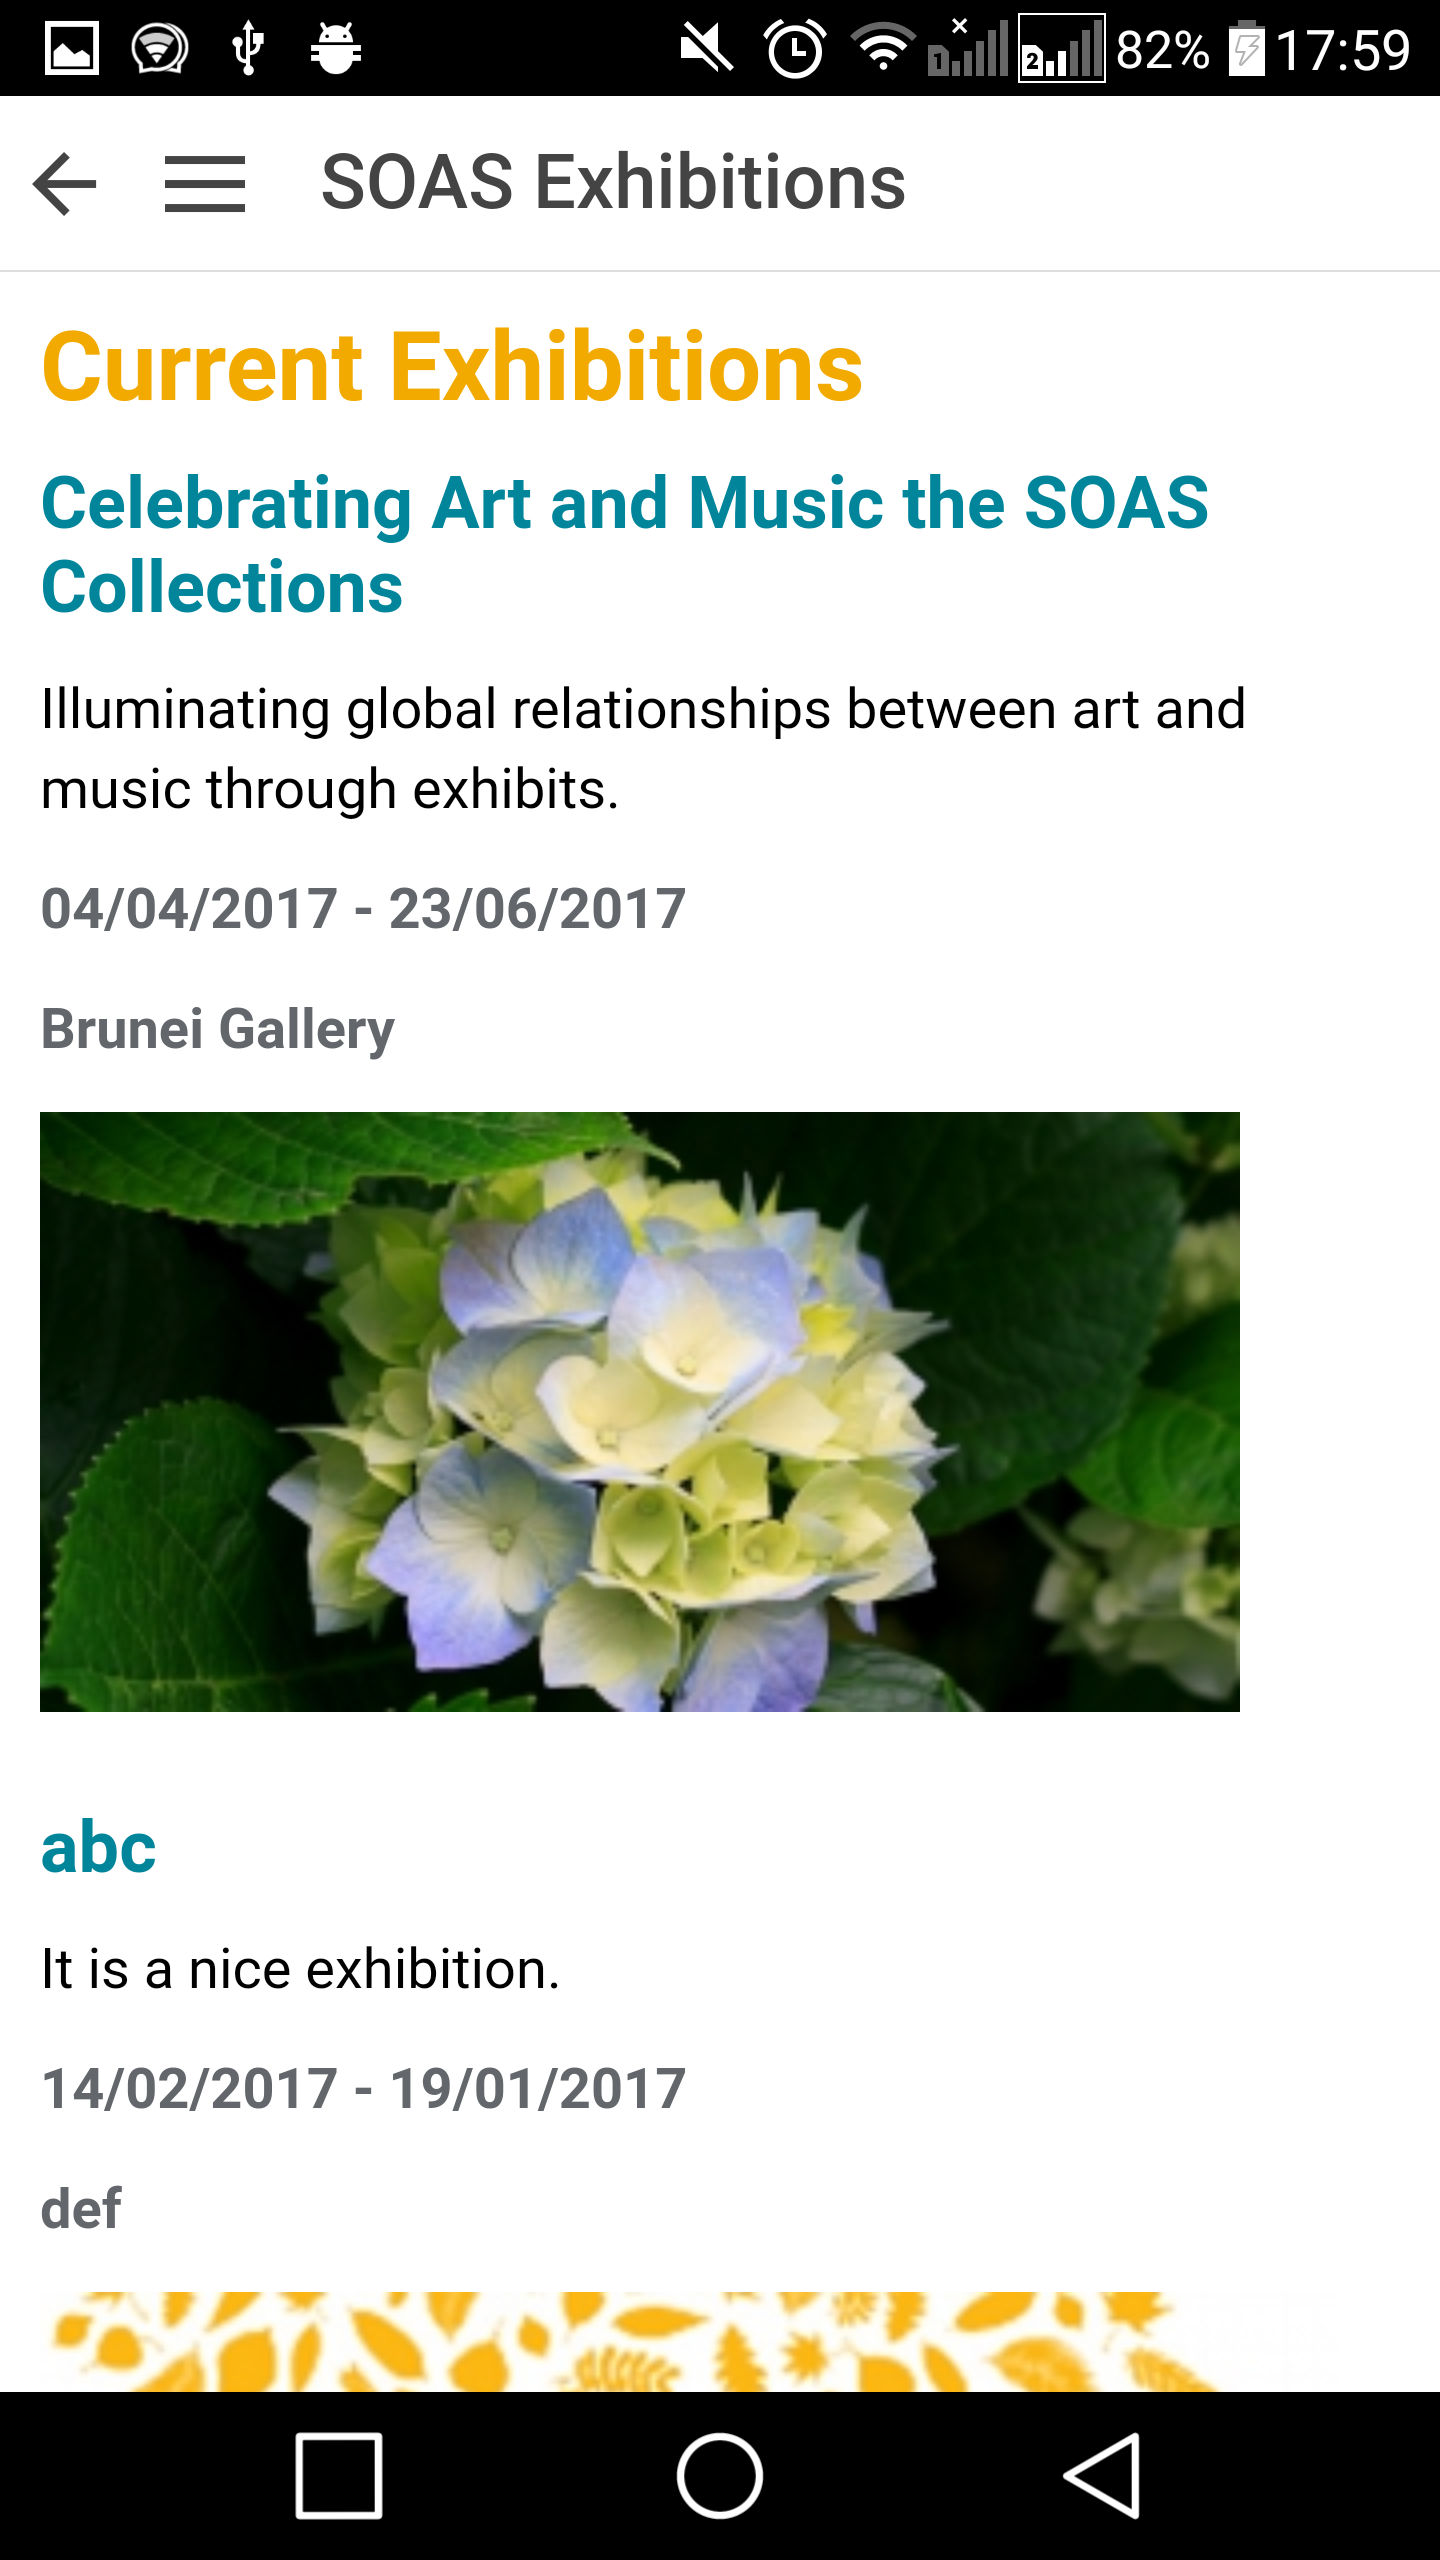 82% 17:59
SOAS Exhibitions
Current Exhibitions
Celebrating Art and Music the SOAS
Collections
Illuminating global relationships between art and
music through exhibits.
04/04/2017 - 23/06/2017
Brunei Gallery
abc
It is a nice exhibition.
14/02/2017 - 19/01/2017
def